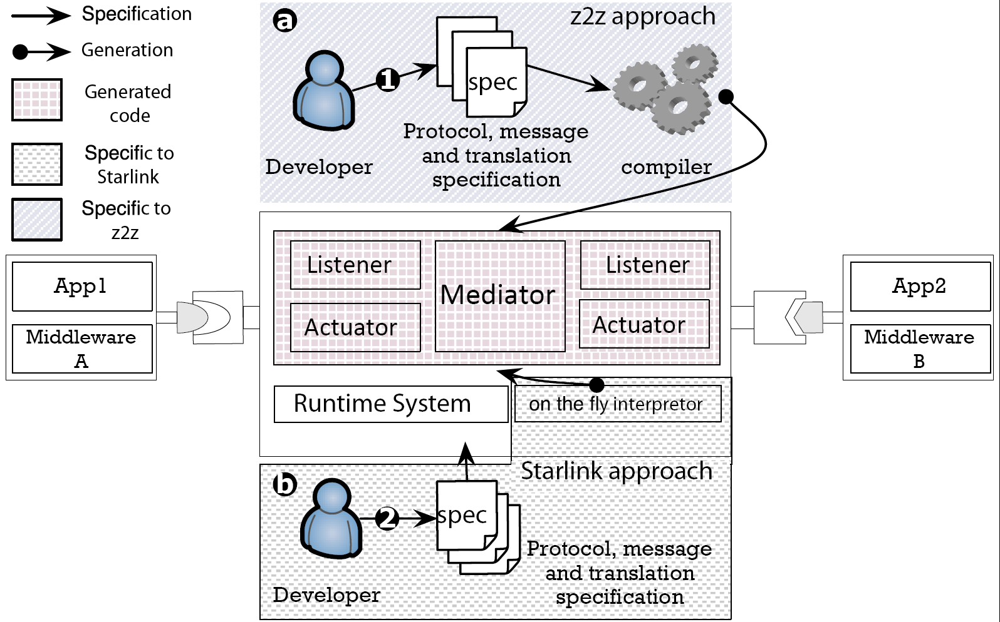 Specification
Generation
Generated
code
Specific to
Starlink
Specific to
z2z
a
z2z approach
1
spec
Protocol, message
and translation
specification
Developer
compiler
App1
Middleware
A
Listener
Actuator
Mediator
Listener
Actuator
Runtime System
on the fly interpretor
App2
Middleware
B
Starlink approach
b
2
spec
Protocol, message
and translation
specification
Developer